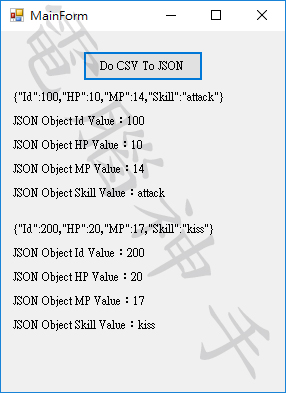 MainForm
Do CSV To JSON
{"Id":100,"HP":10,"MP":14,"Skill":"attack"}
JSON Object Id Value：100
JSON Object HP Value：10
JSON Object MP Value：14
JSON Object Skill Value：attack
{"Id":200,"HP":20,"MP":17,"Skill":"kiss"}
JSON Object Id Value：200
JSON Object HP Value：20
JSON Object MP Value：17
JSON Object Skill Value：kiss
電腦神手